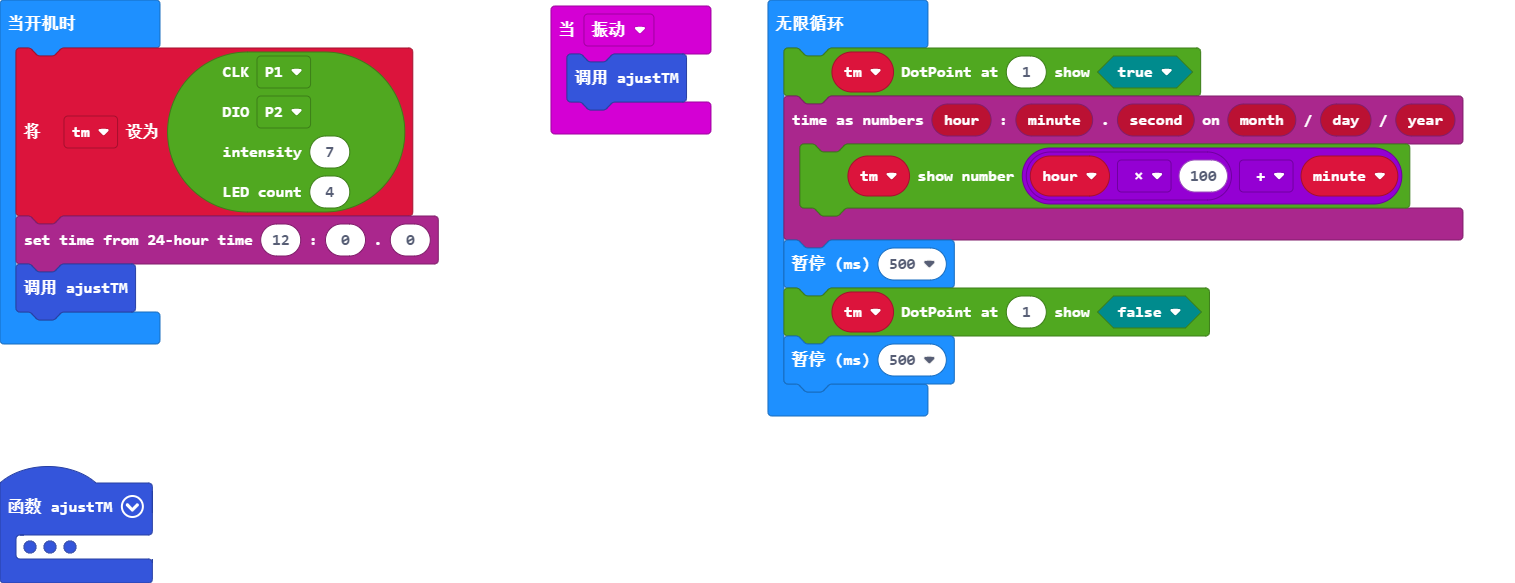 当开机时
将 tm 设为
CLK P1
DIO P2
intensity 7
LED count 4
set time from 24-hour time 12 : 0 . 0
调用 ajustTM
当 振动
调用 ajustTM
无限循环
tm DotPoint at 1 show true
time as numbers hour : minute . second on month / day / year
tm show number hour × 100 + minute
暂停 (ms) 500
tm DotPoint at 1 show false
暂停 (ms) 500
函数 ajustTM